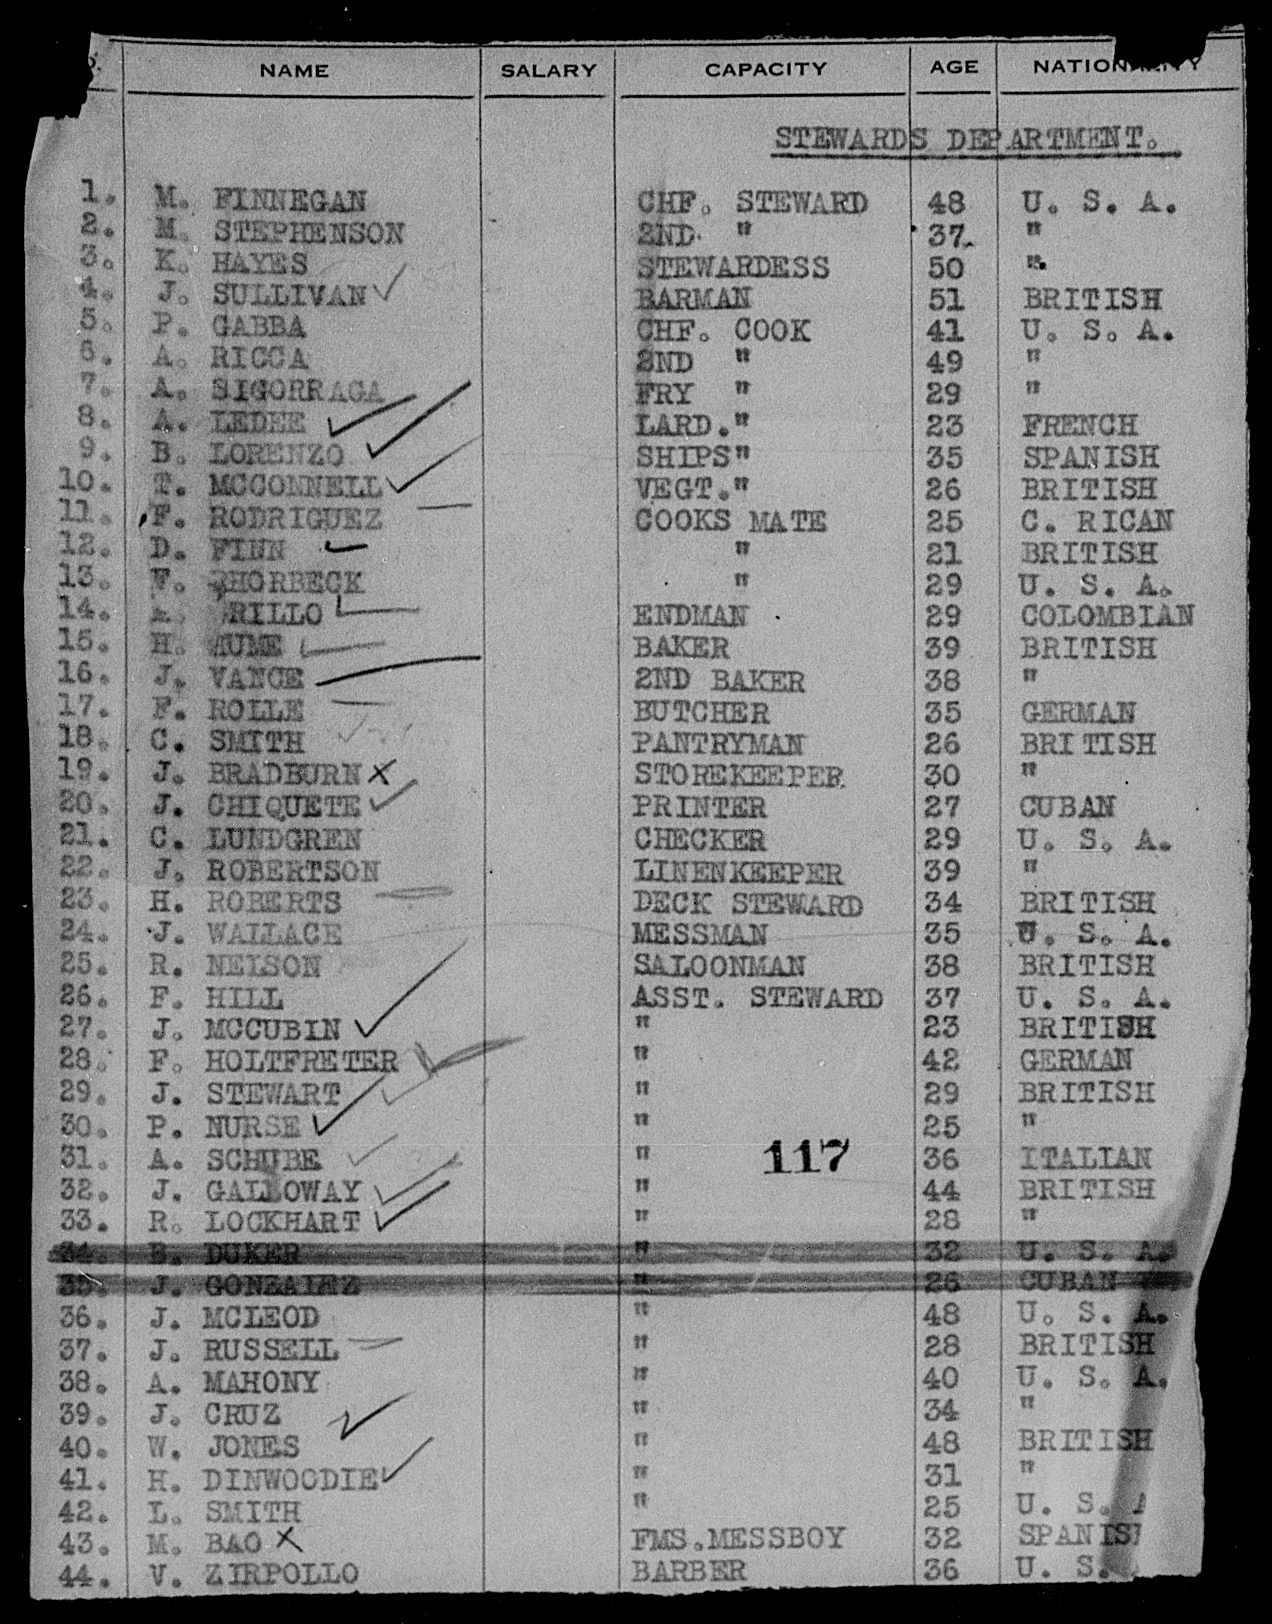 NAME SALARY CAPACITY AGE
STEWARDS DEPARTMENT.
1. M. FINNEGAN CHF. STEWARD 48 U. S. A.
2. M. STEPHENSON 2ND " 37 "
3. K. HAYES STEWARDESS 50 "
4. J. SULLIVAN BARMAN 51 BRITISH
5. P. GABBA CHF. COOK 41 U. S. A.
6. A. RICCA 2ND " 49 "
7. A. SIGORRAGA FRY " 29 "
8. A. LEDEE LARD." 23 FRENCH
9. B. LORENZO SHIPS" 35 SPANISH
10. T. MCCONNELL VEGT." 26 BRITISH
11. F. RODRIGUEZ COOKS MATE 25 C. RICAN
12. D. FINN " 21 BRITISH
13. " 29 U. S. A.
14. ENDMAN 29 COLOMBIAN
15. H. BAKER 39 BRITISH
16. J. VANCE 2ND BAKER 38 "
17. F. ROLLE BUTCHER 35 GERMAN
18. C. SMITH PANTRYMAN 26 BRITISH
19. J. BRADBURN X STOREKEEPER 30 "
20. J. CHIQUETE PRINTER 27 CUBAN
21. C. LUNDGREN CHECKER 29 U. S. A.
22. J. ROBERTSON LINENKEEPER 39 "
23. H. ROBERTS DECK STEWARD 34 BRITISH
24. J. WALLACE MESSMAN 35 U. S. A.
25. R. NELSON SALOONMAN 38 BRITISH
26. F. HILL ASST. STEWARD 37 U. S. A.
27. J. MCCUBIN " 23 BRITISH
28. F. HOLTFRETER " 42 GERMAN
29. J. STEWART " 29 BRITISH
30. P. NURSE " 25 "
31. A. SCHUBE " 117 36 ITALIAN
32. J. GALLOWAY " 44 BRITISH
33. R. LOCKHART " 28 "
34. B. DUKER " 32 U. S. A.
35. J. GONZALEZ " 26 CUBAN
36. J. MCLEOD " 48 U. S. A.
37. J. RUSSELL " 28 BRITISH
38. A. MAHONY " 40 U. S. A.
39. J. CRUZ " 34 "
40. W. JONES " 48 BRITISH
41. H. DINWOODIE " 31 "
42. L. SMITH " 25 U. S. A
43. M. BAO X FMS.MESSBOY 32 SPANISH
44. V. ZIRPOLLO BARBER 36 U. S.